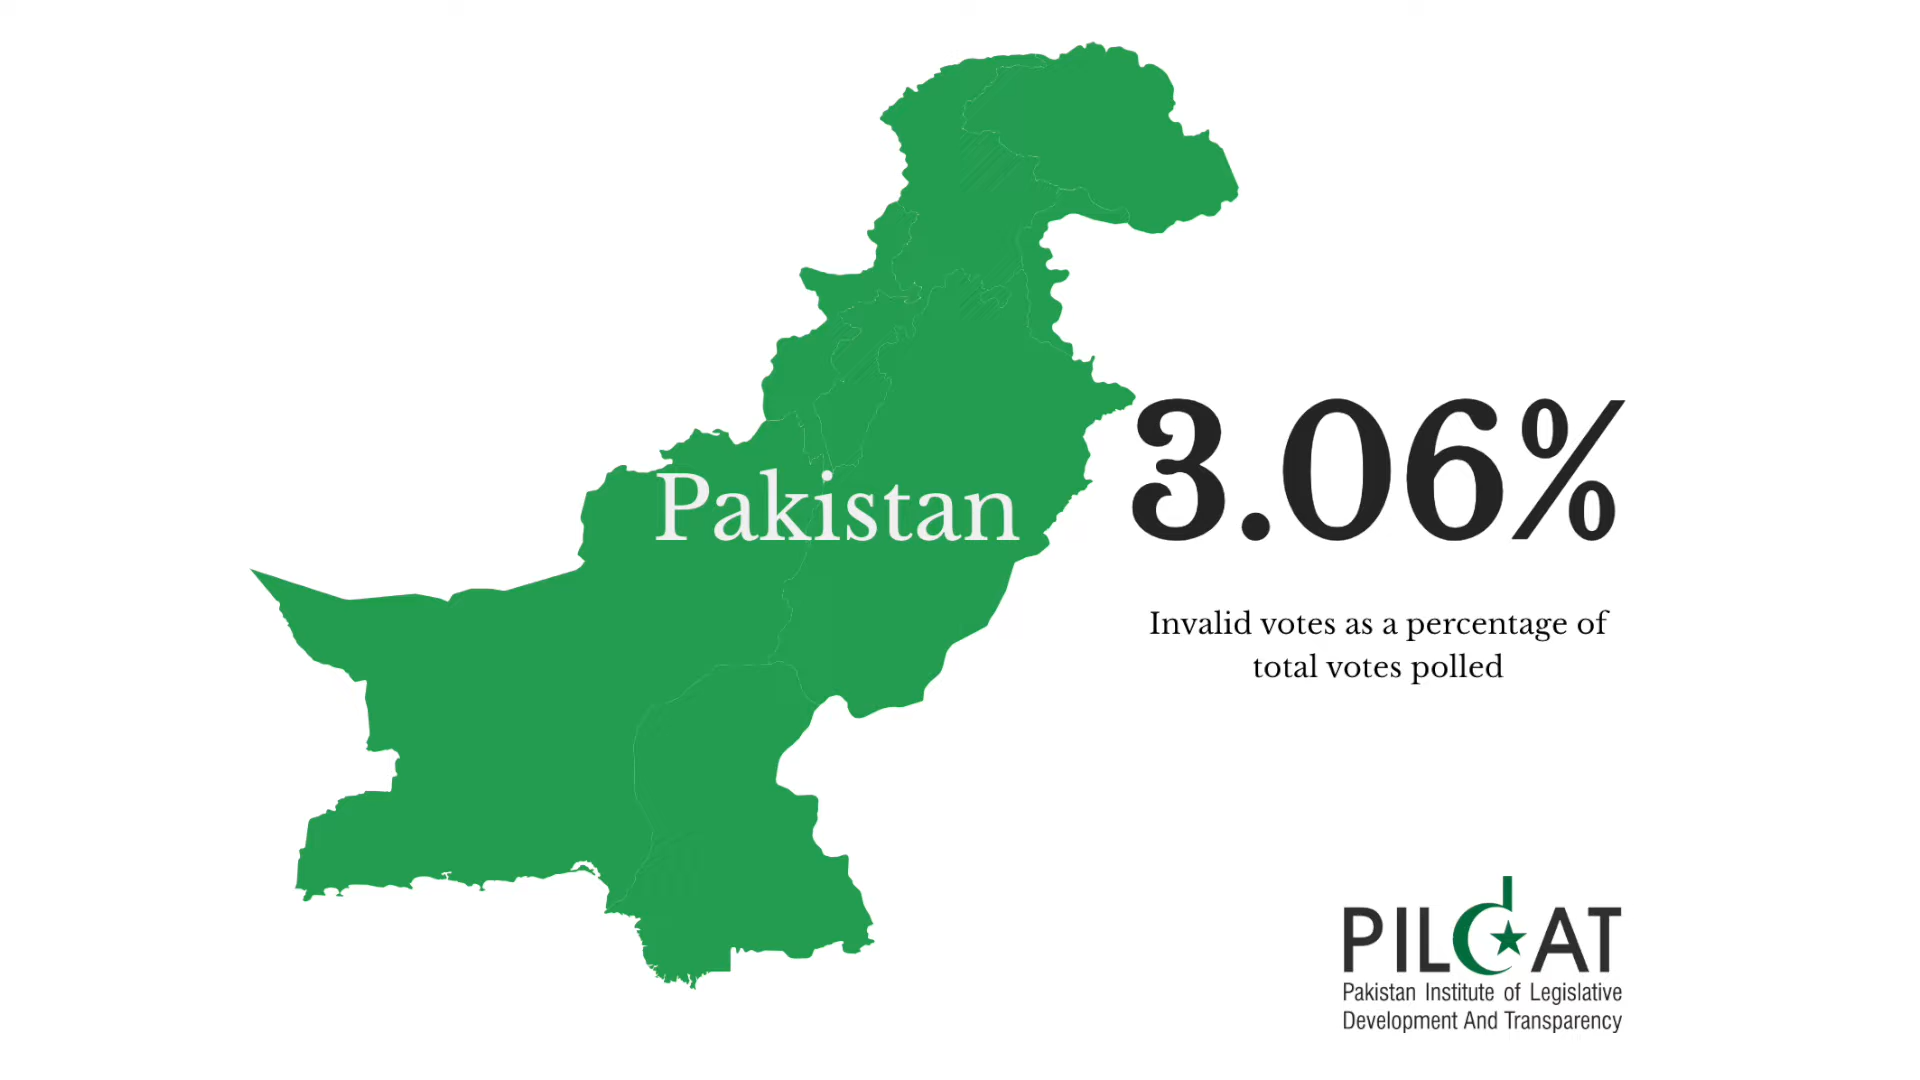 Pakistan
3.06%
Invalid votes as a percentage of
total votes polled
PILDAT
Pakistan Institute of Legislative
Development And Transparency